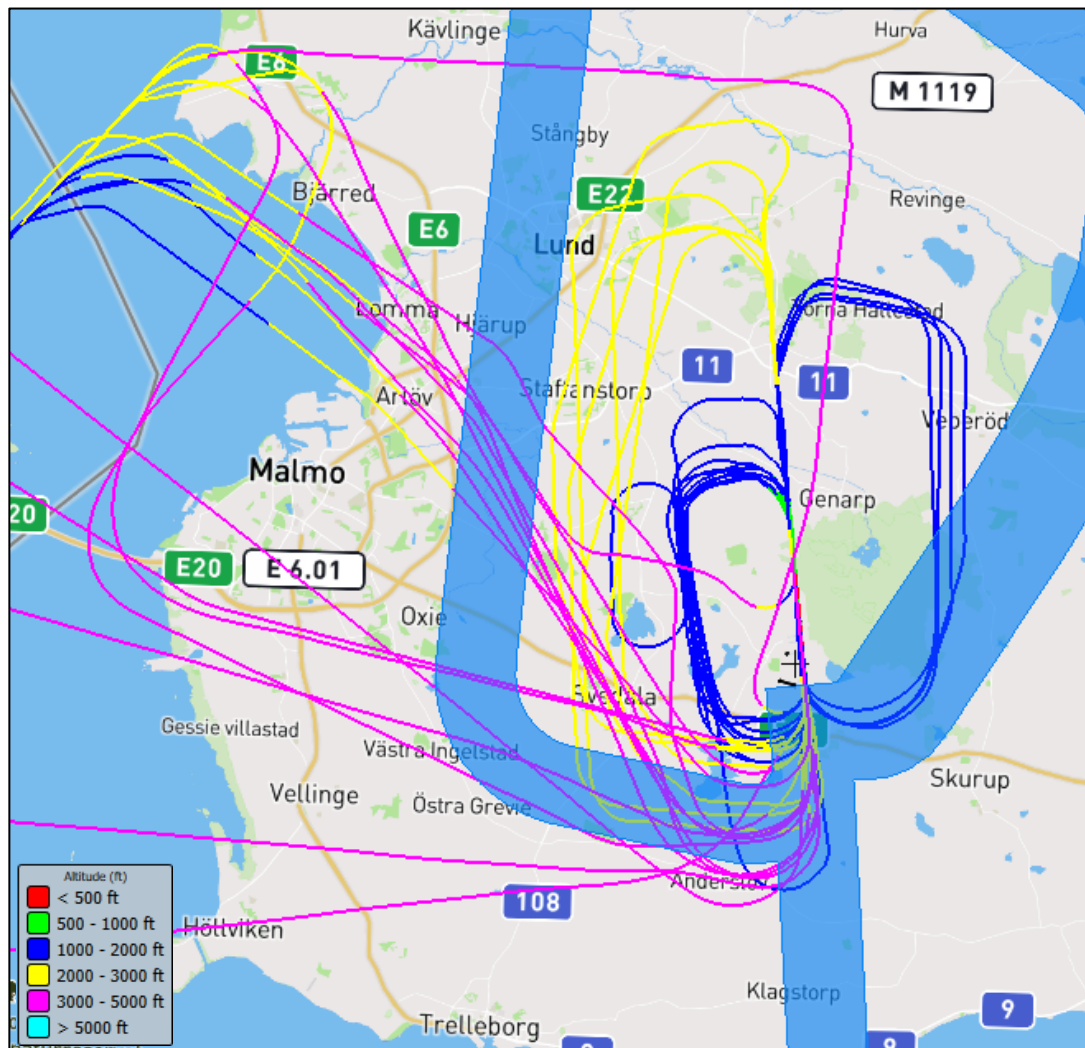 Kävlinge
Hurva
E6
M 1119
Stångby
Bjärred
E22
Revinge
E6
Lund
Lomma
Hjärup
Torna Hällestad
11
11
Staffanstorp
Arlöv
Veberöd
Malmo
Genarp
20
E20
E 6.01
Oxie
Svedala
Gessie villastad
Västra Ingelstad
Skurup
Vellinge
Östra Grevie
Anderslöv
108
Höllviken
Klagstorp
9
Trelleborg
9
9
Altitude (ft)
< 500 ft
500 - 1000 ft
1000 - 2000 ft
2000 - 3000 ft
3000 - 5000 ft
> 5000 ft